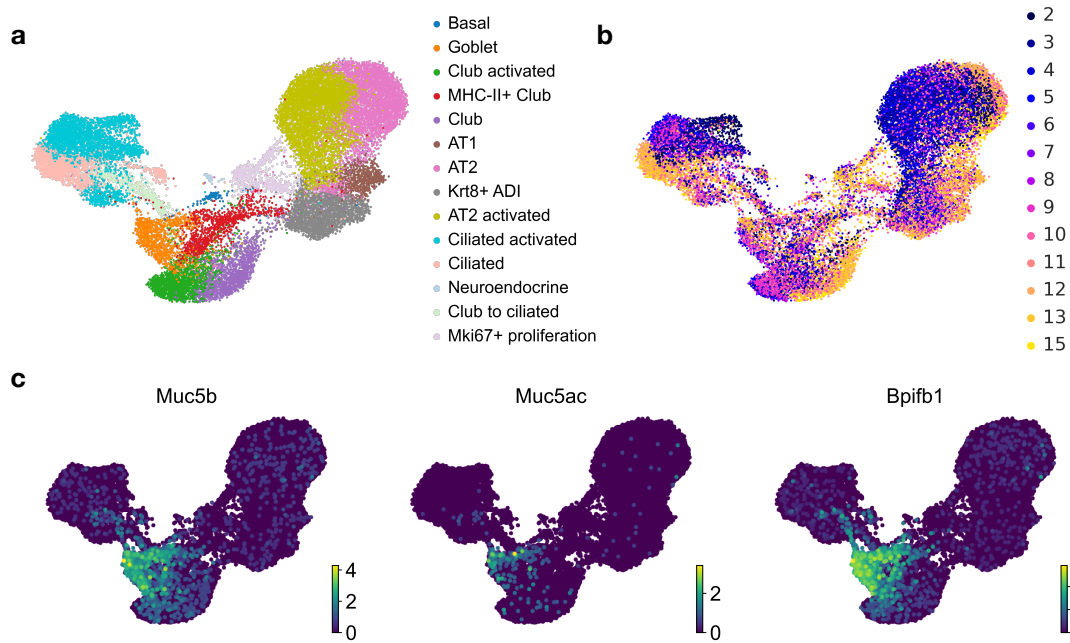 a
Basal
Goblet
Club activated
MHC-II+ Club
Club
AT1
AT2
Krt8+ ADI
AT2 activated
Ciliated activated
Ciliated
Neuroendocrine
Club to ciliated
Mki67+ proliferation
b
2
3
4
5
6
7
8
9
10
11
12
13
15
c
Muc5b
4
2
0
Muc5ac
2
0
Bpifb1